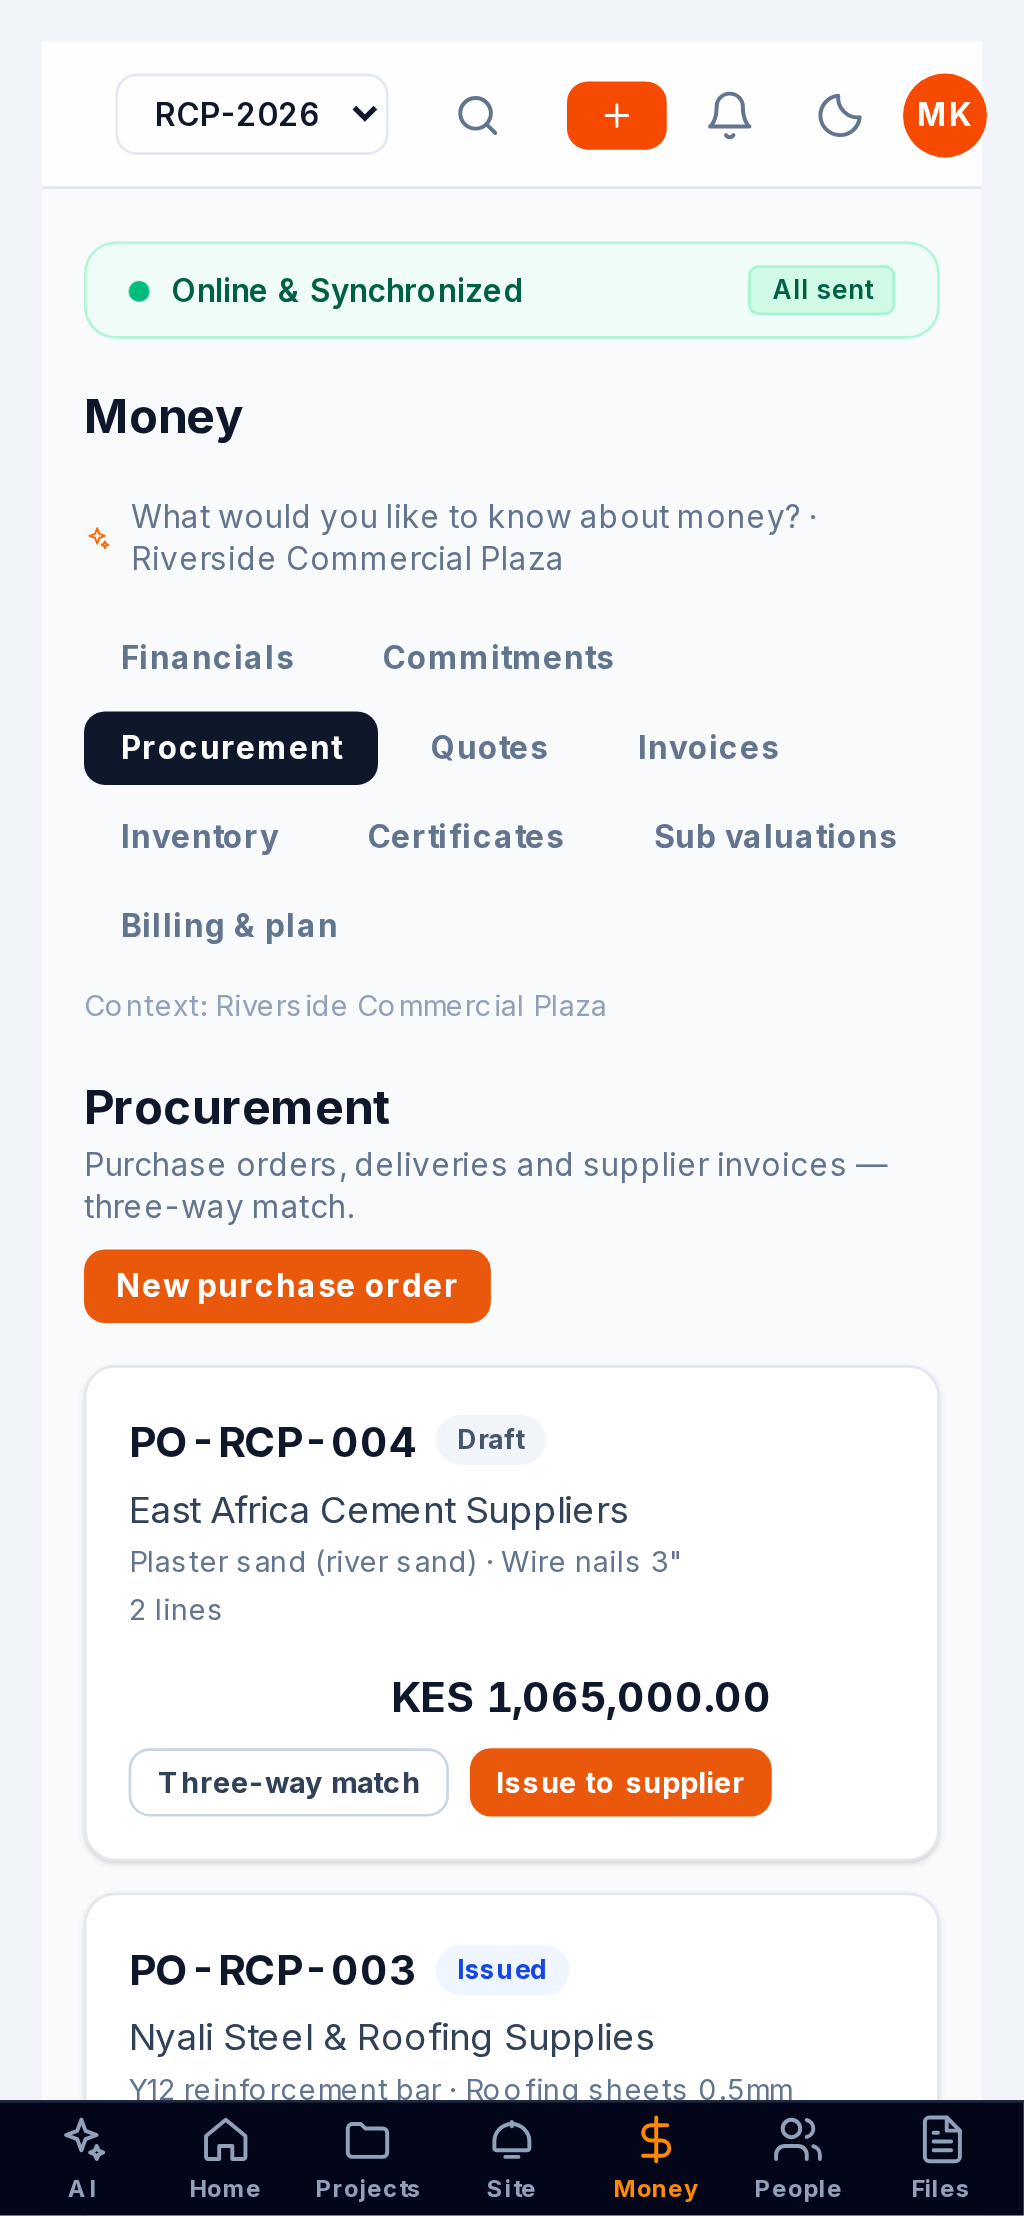 RCP-2026
MK
Online & Synchronized
All sent
Money
What would you like to know about money? ·
Riverside Commercial Plaza
Financials
Commitments
Procurement
Quotes
Invoices
Inventory
Certificates
Sub valuations
Billing & plan
Context: Riverside Commercial Plaza
Procurement
Purchase orders, deliveries and supplier invoices —
three-way match.
New purchase order
PO-RCP-004
Draft
East Africa Cement Suppliers
Plaster sand (river sand) · Wire nails 3"
2 lines
KES 1,065,000.00
Three-way match
Issue to supplier
PO-RCP-003
Issued
Nyali Steel & Roofing Supplies
Y12 reinforcement bar · Roofing sheets 0.5mm
AI
Home
Projects
Site
Money
People
Files